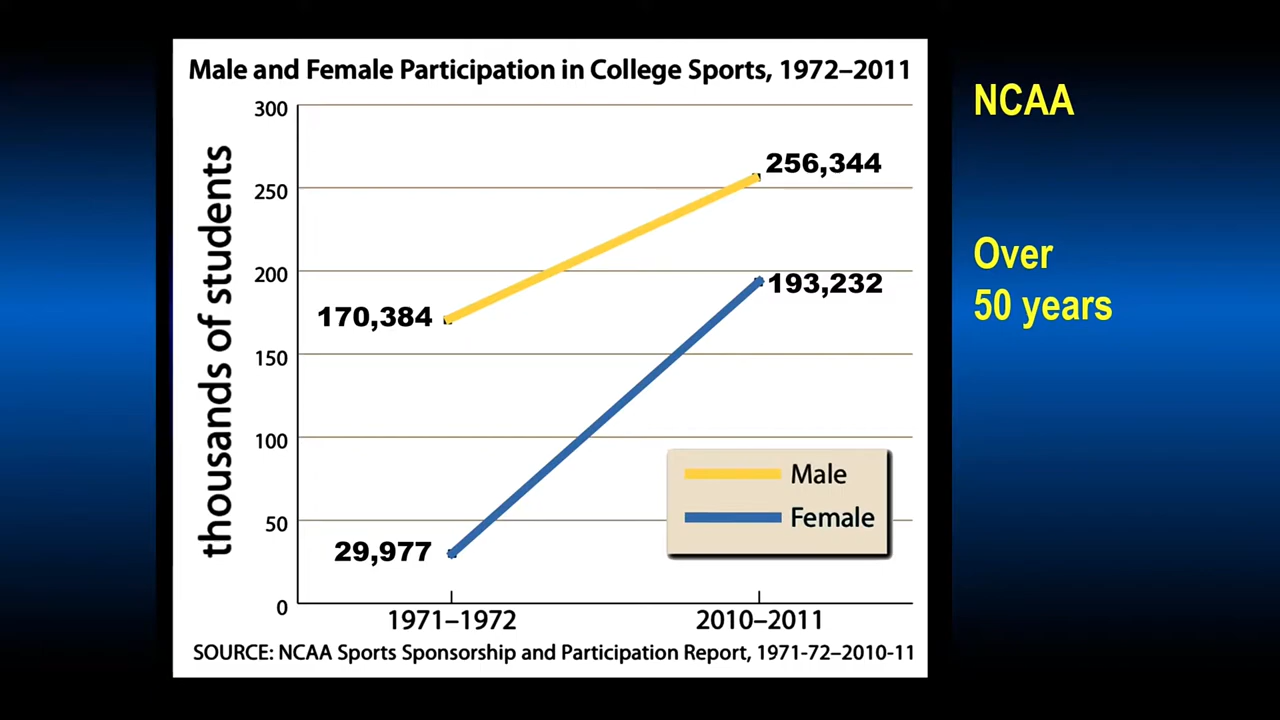 Male and Female Participation in College Sports, 1972–2011
thousands of students
300
250
200
150
100
50
0
256,344
193,232
170,384
29,977
Male
Female
1971–1972
2010–2011
SOURCE: NCAA Sports Sponsorship and Participation Report, 1971-72–2010-11
NCAA
Over
50 years